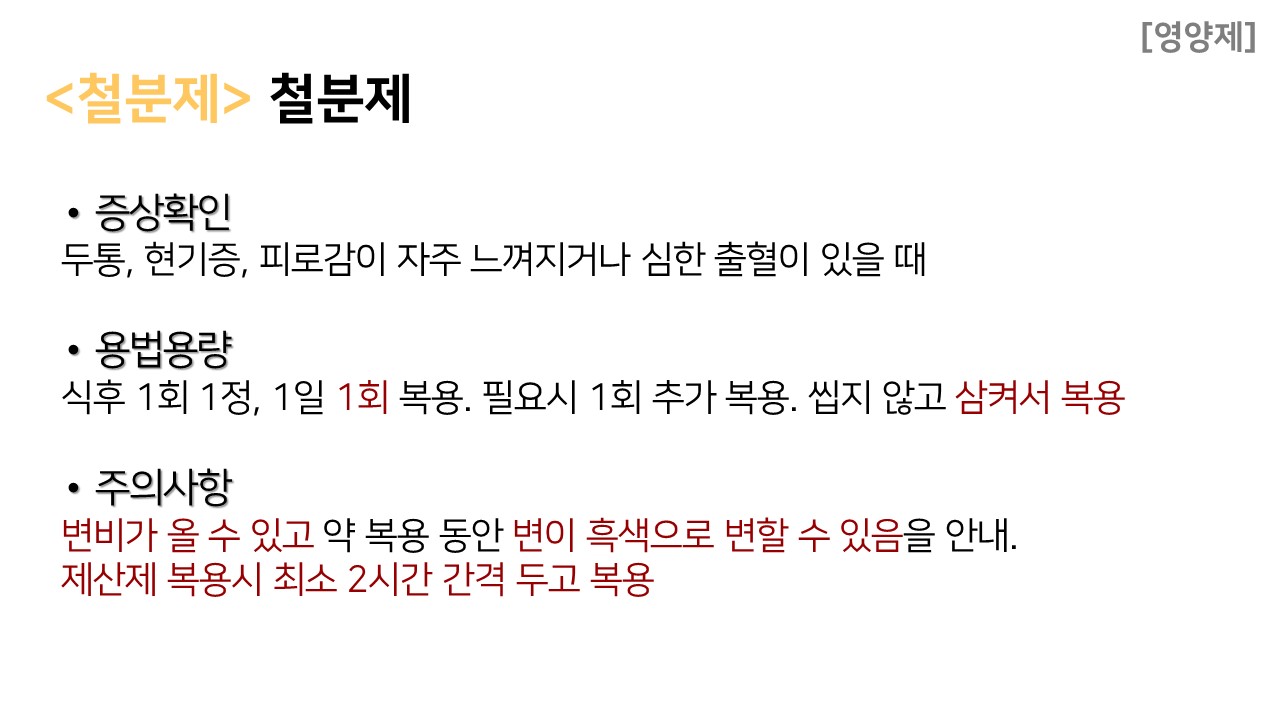 [영양제]
<철분제> 철분제
• 증상확인
두통, 현기증, 피로감이 자주 느껴지거나 심한 출혈이 있을 때
• 용법용량
식후 1회 1정, 1일 1회 복용. 필요시 1회 추가 복용. 씹지 않고 삼켜서 복용
• 주의사항
변비가 올 수 있고 약 복용 동안 변이 흑색으로 변할 수 있음을 안내.
제산제 복용시 최소 2시간 간격 두고 복용